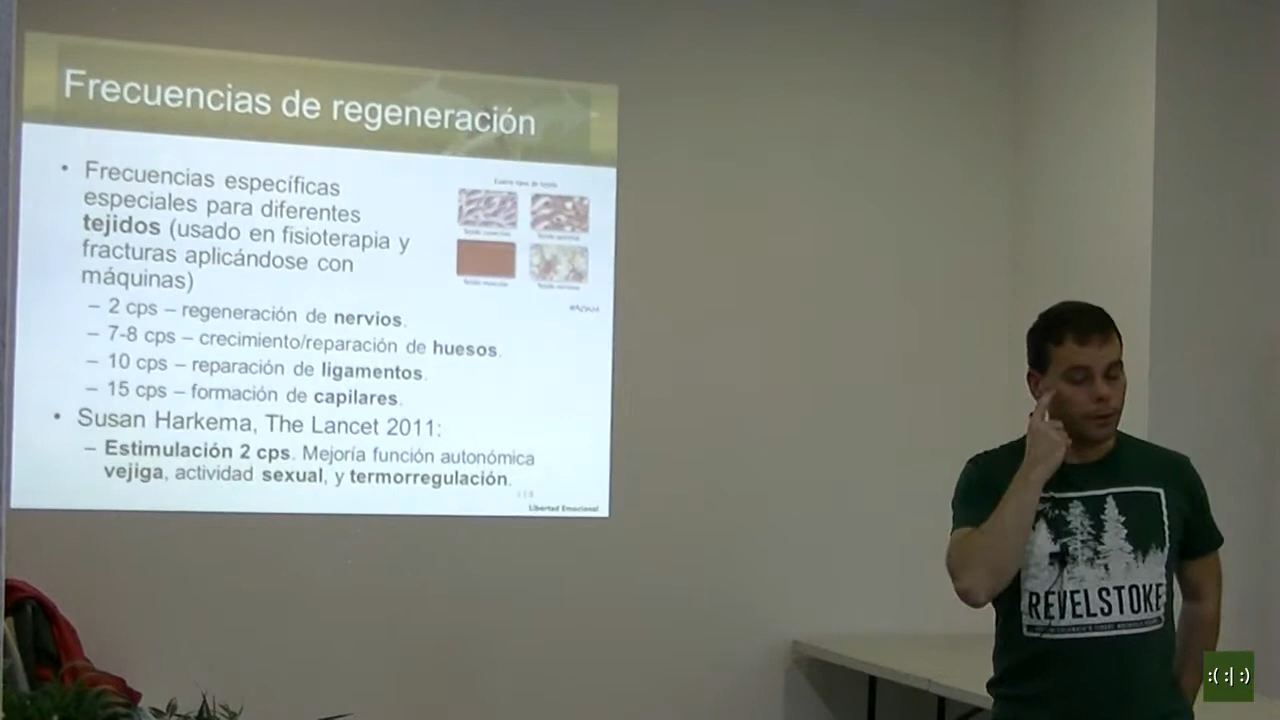 Frecuencias de regeneración
• Frecuencias específicas
especiales para diferentes
tejidos (usado en fisioterapia y
fracturas aplicándose con
máquinas)
– 2 cps – regeneración de nervios.
– 7-8 cps – crecimiento/reparación de huesos.
– 10 cps – reparación de ligamentos.
– 15 cps – formación de capilares.
• Susan Harkema, The Lancet 2011:
– Estimulación 2 cps. Mejoría función autonómica
vejiga, actividad sexual, y termorregulación.
Libertad Emocional
REVELSTOKE
:( :| :)